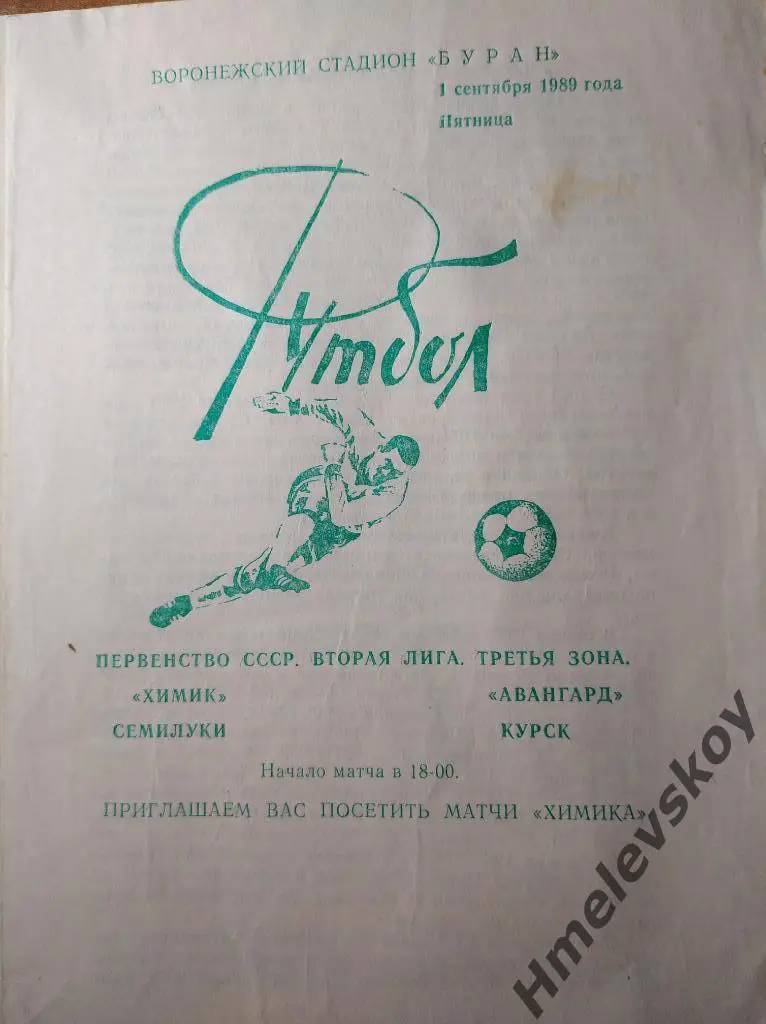 ВОРОНЕЖСКИЙ СТАДИОН «БУРАН»
1 сентября 1989 года
Пятница
Футбол
ПЕРВЕНСТВО СССР. ВТОРАЯ ЛИГА. ТРЕТЬЯ ЗОНА.
«ХИМИК» «АВАНГАРД»
СЕМИЛУКИ КУРСК
Начало матча в 18-00.
ПРИГЛАШАЕМ ВАС ПОСЕТИТЬ МАТЧИ «ХИМИКА»
Hmelevskoy